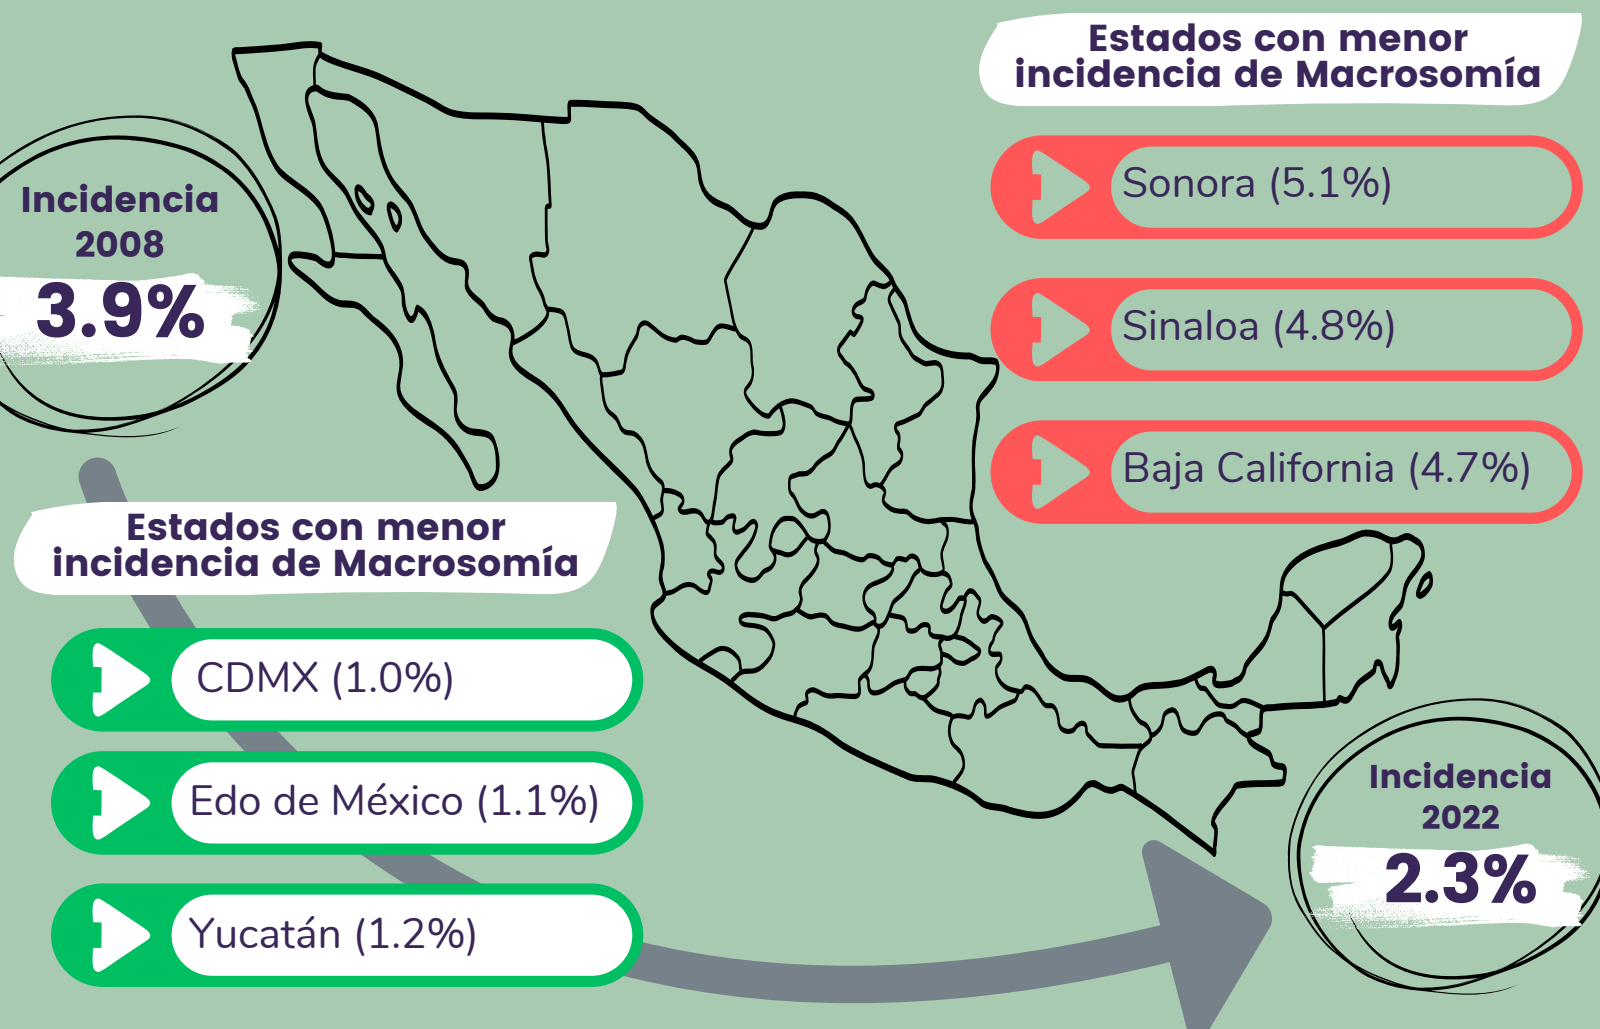 Estados con menor
incidencia de Macrosomía
Sonora (5.1%)
Sinaloa (4.8%)
Baja California (4.7%)
Incidencia
2008
3.9%
Estados con menor
incidencia de Macrosomía
CDMX (1.0%)
Edo de México (1.1%)
Yucatán (1.2%)
Incidencia
2022
2.3%